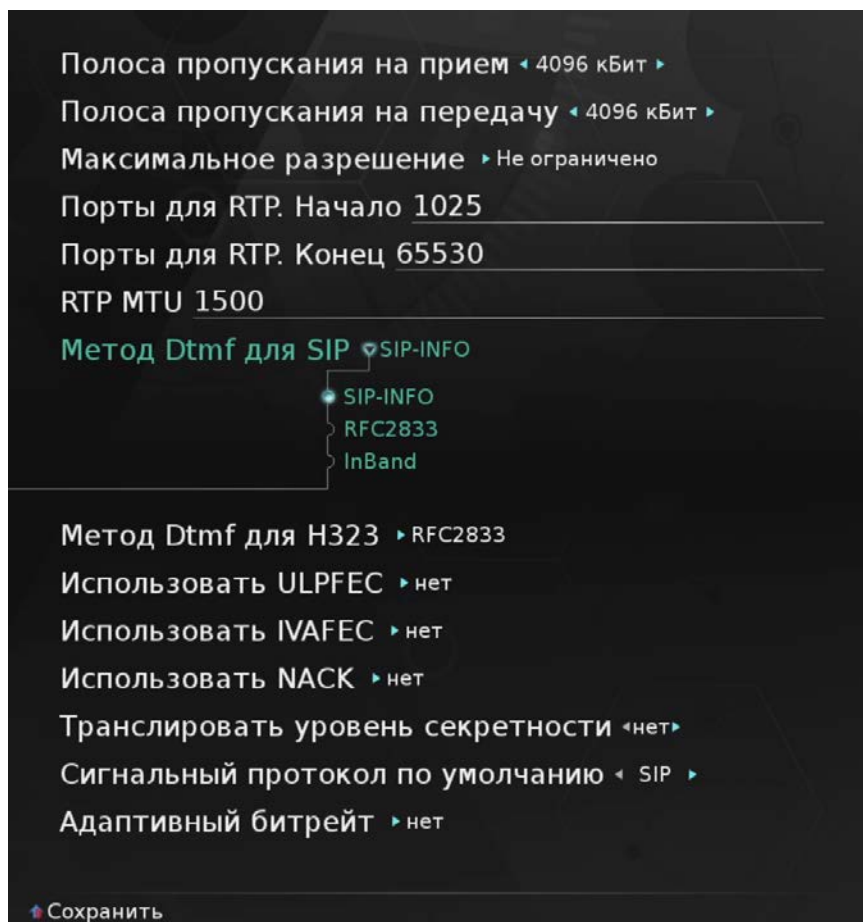 Полоса пропускания на прием 4096 кБит
Полоса пропускания на передачу 4096 кБит
Максимальное разрешение Не ограничено
Порты для RTP. Начало 1025
Порты для RTP. Конец 65530
RTP MTU 1500
Метод Dtmf для SIP SIP-INFO
SIP-INFO
RFC2833
InBand
Метод Dtmf для H323 RFC2833
Использовать ULPFEC нет
Использовать IVAFEC нет
Использовать NACK нет
Транслировать уровень секретности нет
Сигнальный протокол по умолчанию SIP
Адаптивный битрейт нет
Сохранить